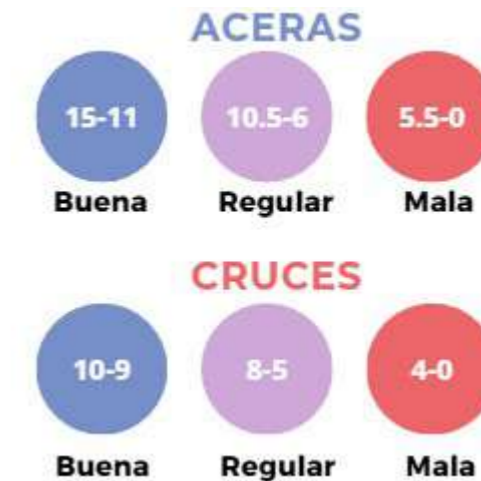 ACERAS
15-11 10.5-6 5.5-0
Buena Regular Mala
CRUCES
10-9 8-5 4-0
Buena Regular Mala